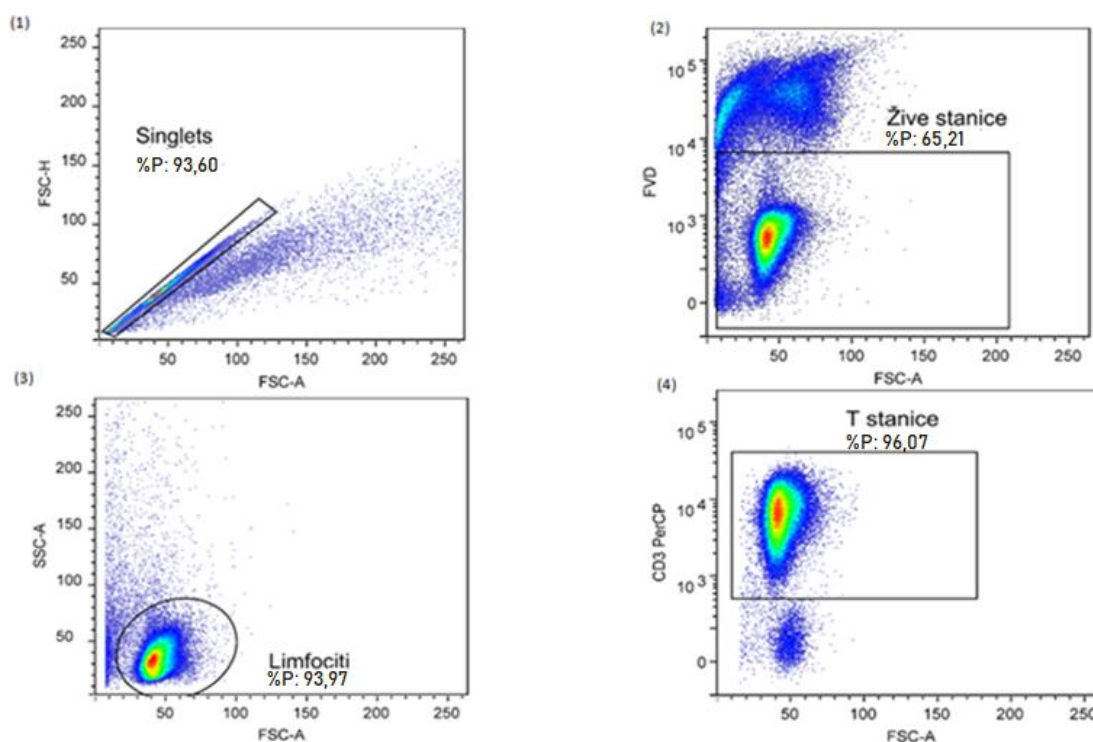 (1)
250
200
150
100
50
FSC-H
Singlets
%P: 93,60
50 100 150 200 250
FSC-A
(2)
10⁵
10⁴
10³
0
FVD
Žive stanice
%P: 65,21
0 50 100 150 200 250
FSC-A
(3)
250
200
150
100
50
SSC-A
Limfociti
%P: 93,97
0 50 100 150 200 250
FSC-A
(4)
10⁵
10⁴
10³
0
CD3 PerCP
T stanice
%P: 96,07
0 50 100 150 200 250
FSC-A